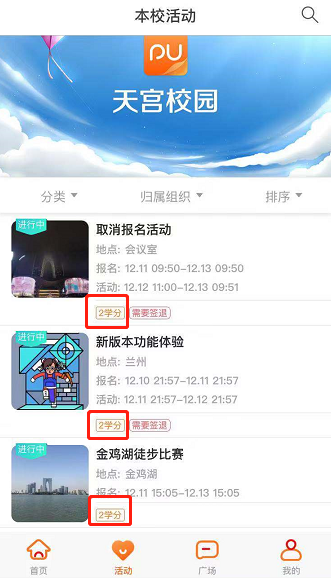 本校活动
PU
天宫校园
分类 归属组织 排序
进行中
取消报名活动
地点: 会议室
报名: 12.11 09:50-12.13 09:50
活动: 12.12 11:00-12.13 09:51
2学分 需要签退
进行中
新版本功能体验
地点: 兰州
报名: 12.10 21:57-12.11 21:57
活动: 12.11 21:57-12.12 21:57
2学分 需要签退
进行中
金鸡湖徒步比赛
地点: 金鸡湖
报名: 12.11 15:05-12.13 15:05
2学分
首页 活动 广场 我的